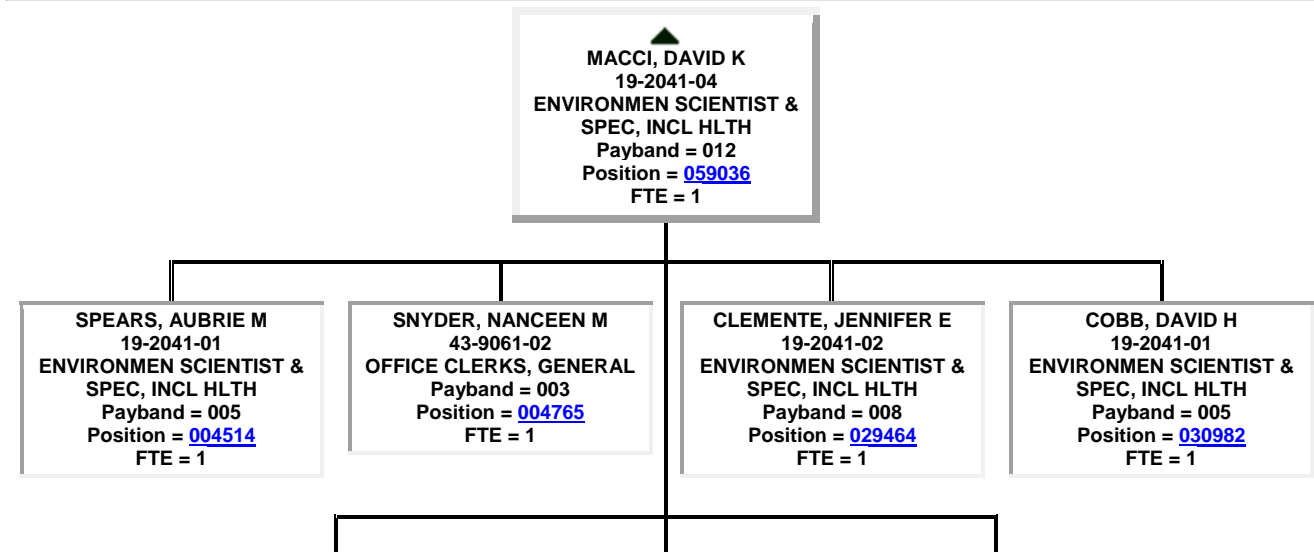 MACCI, DAVID K
19-2041-04
ENVIRONMEN SCIENTIST &
SPEC, INCL HLTH
Payband = 012
Position = 059036
FTE = 1
SPEARS, AUBRIE M
19-2041-01
ENVIRONMEN SCIENTIST &
SPEC, INCL HLTH
Payband = 005
Position = 004514
FTE = 1
SNYDER, NANCEEN M
43-9061-02
OFFICE CLERKS, GENERAL
Payband = 003
Position = 004765
FTE = 1
CLEMENTE, JENNIFER E
19-2041-02
ENVIRONMEN SCIENTIST &
SPEC, INCL HLTH
Payband = 008
Position = 029464
FTE = 1
COBB, DAVID H
19-2041-01
ENVIRONMEN SCIENTIST &
SPEC, INCL HLTH
Payband = 005
Position = 030982
FTE = 1